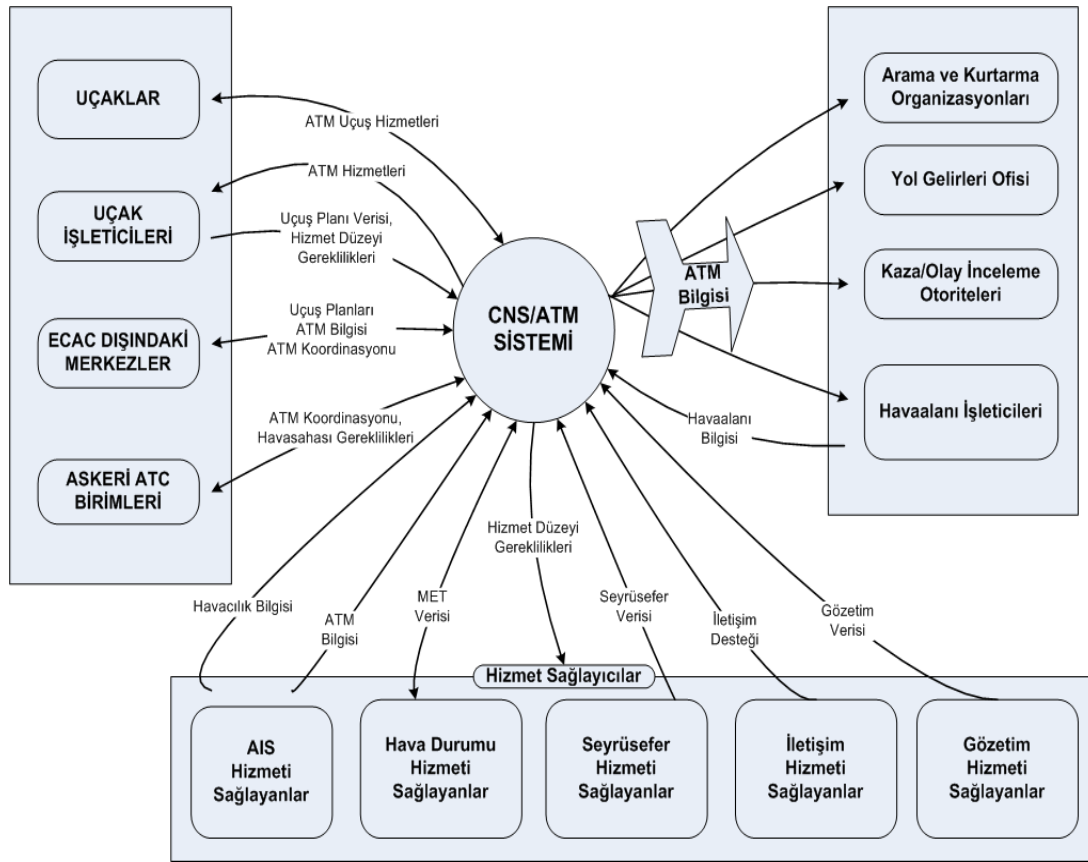 UÇAKLAR
UÇAK
İŞLETİCİLERİ
ECAC DIŞINDAKİ
MERKEZLER
ASKERİ ATC
BİRİMLERİ
ATM Uçuş Hizmetleri
ATM Hizmetleri
Uçuş Planı Verisi,
Hizmet Düzeyi
Gereklilikleri
Uçuş Planları
ATM Bilgisi
ATM Koordinasyonu
ATM Koordinasyonu,
Havasahası Gereklilikleri
CNS/ATM
SİSTEMİ
ATM
Bilgisi
Arama ve Kurtarma
Organizasyonları
Yol Gelirleri Ofisi
Kaza/Olay İnceleme
Otoriteleri
Havaalanı İşleticileri
Havaalanı
Bilgisi
Havacılık Bilgisi
ATM
Bilgisi
MET
Verisi
Hizmet Düzeyi
Gereklilikleri
Seyrüsefer
Verisi
İletişim
Desteği
Gözetim
Verisi
Hizmet Sağlayıcılar
AIS
Hizmeti
Sağlayanlar
Hava Durumu
Hizmeti
Sağlayanlar
Seyrüsefer
Hizmeti
Sağlayanlar
İletişim
Hizmeti
Sağlayanlar
Gözetim
Hizmeti
Sağlayanlar